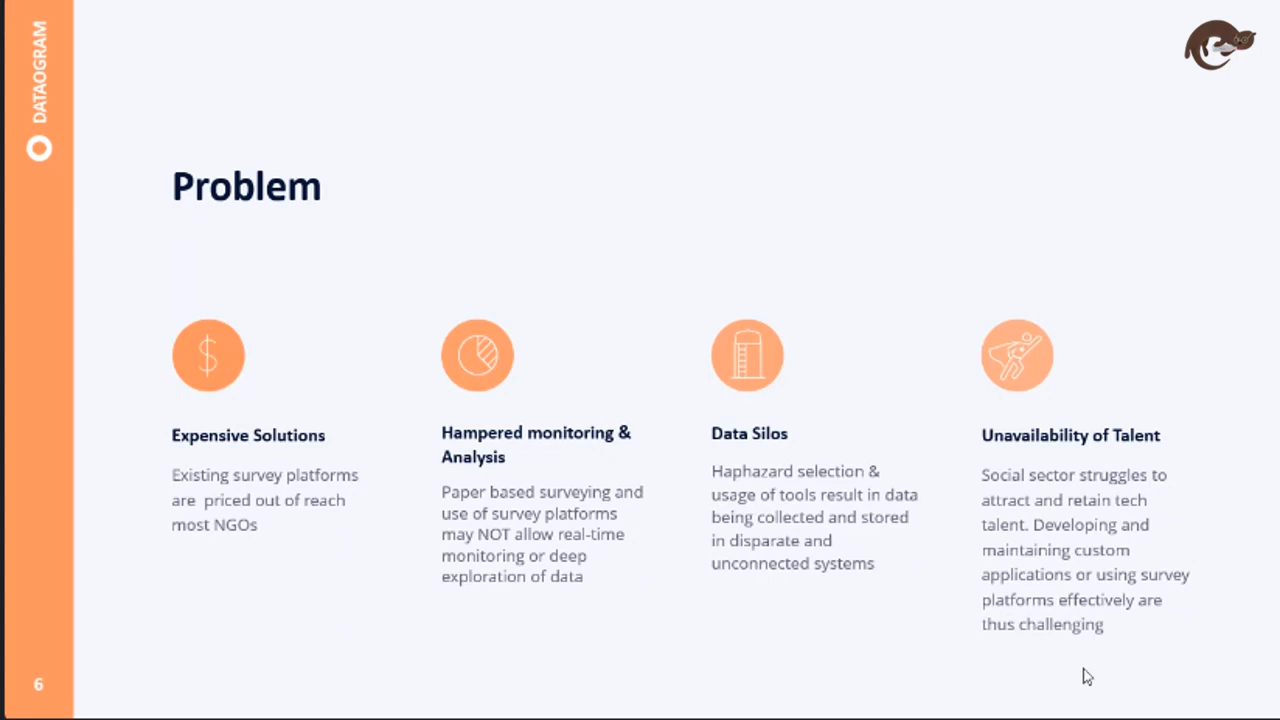 DATAOGRAM
Problem
Expensive Solutions
Existing survey platforms
are priced out of reach
most NGOs
Hampered monitoring &
Analysis
Paper based surveying and
use of survey platforms
may NOT allow real-time
monitoring or deep
exploration of data
Data Silos
Haphazard selection &
usage of tools result in data
being collected and stored
in disparate and
unconnected systems
Unavailability of Talent
Social sector struggles to
attract and retain tech
talent. Developing and
maintaining custom
applications or using survey
platforms effectively are
thus challenging
6